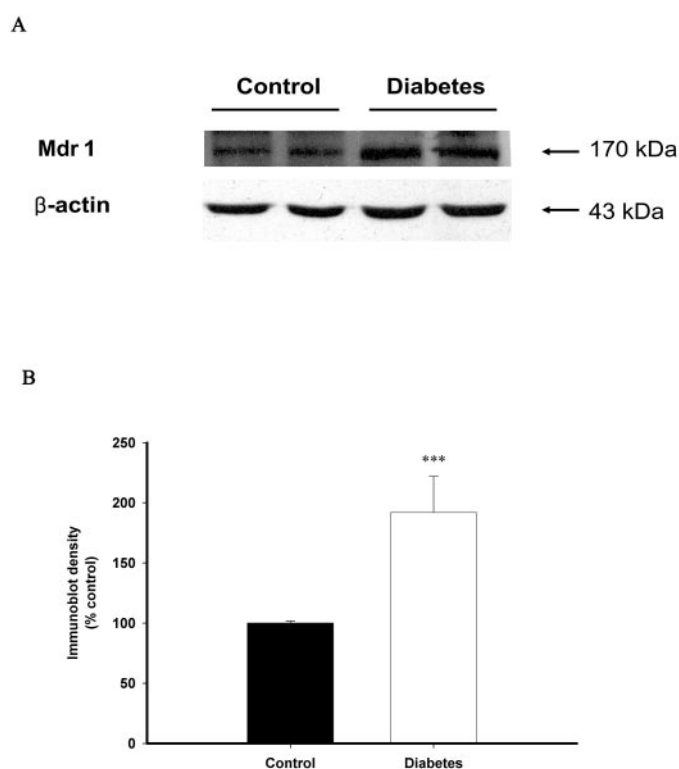 A
Control Diabetes
Mdr 1 170 kDa
β-actin 43 kDa
B
Immunoblot density
(% control)
250
200
150
100
50
0
***
Control Diabetes